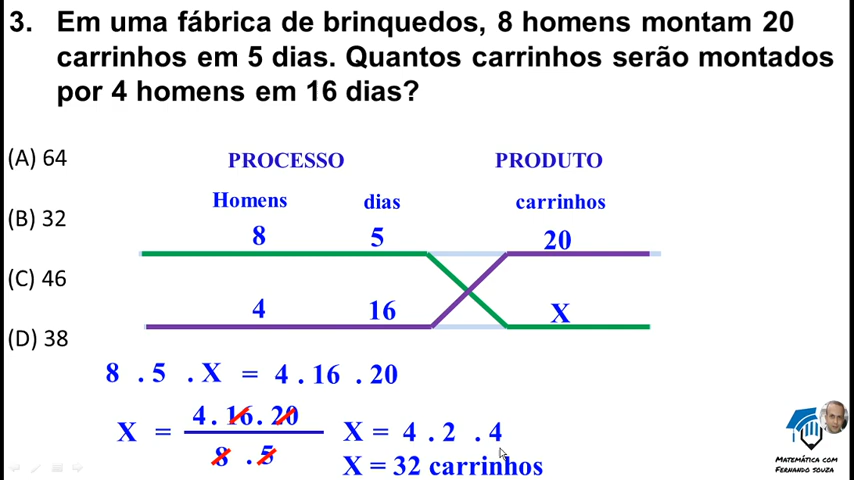 3. Em uma fábrica de brinquedos, 8 homens montam 20
carrinhos em 5 dias. Quantos carrinhos serão montados
por 4 homens em 16 dias?
(A) 64
(B) 32
(C) 46
(D) 38
PROCESSO PRODUTO
Homens dias carrinhos
8 5 20
4 16 X
8 . 5 . X = 4 . 16 . 20
X = 4 . 16 . 20
8 . 5
X = 4 . 2 . 4
X = 32 carrinhos
MATEMÁTICA COM
FERNANDO SOUZA